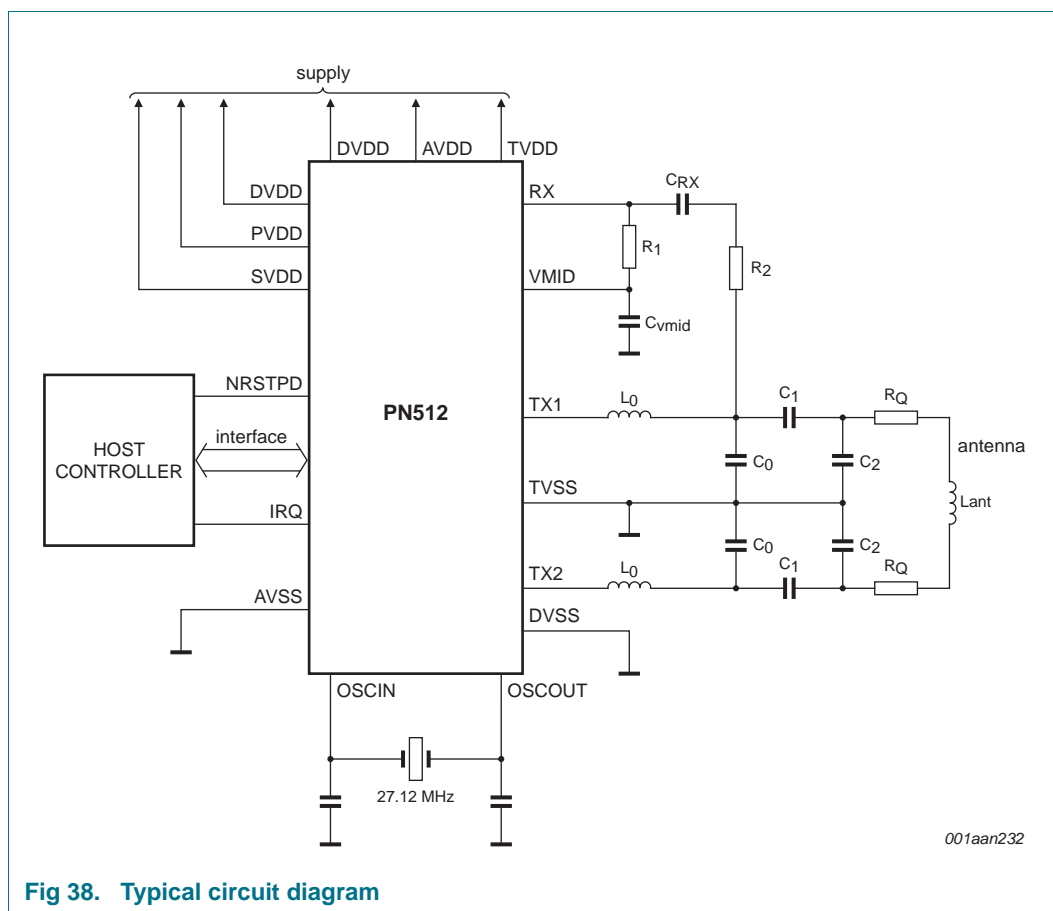 supply
DVDD AVDD TVDD
DVDD
PVDD
SVDD
RX
CRX
R1
R2
VMID
Cvmid
HOST
CONTROLLER
NRSTPD
interface
IRQ
PN512
TX1
L0
C1
RQ
antenna
C0
C2
Lant
TVSS
C0
C2
TX2
L0
C1
RQ
AVSS
DVSS
OSCIN
OSCOUT
27.12 MHz
001aan232
Fig 38. Typical circuit diagram